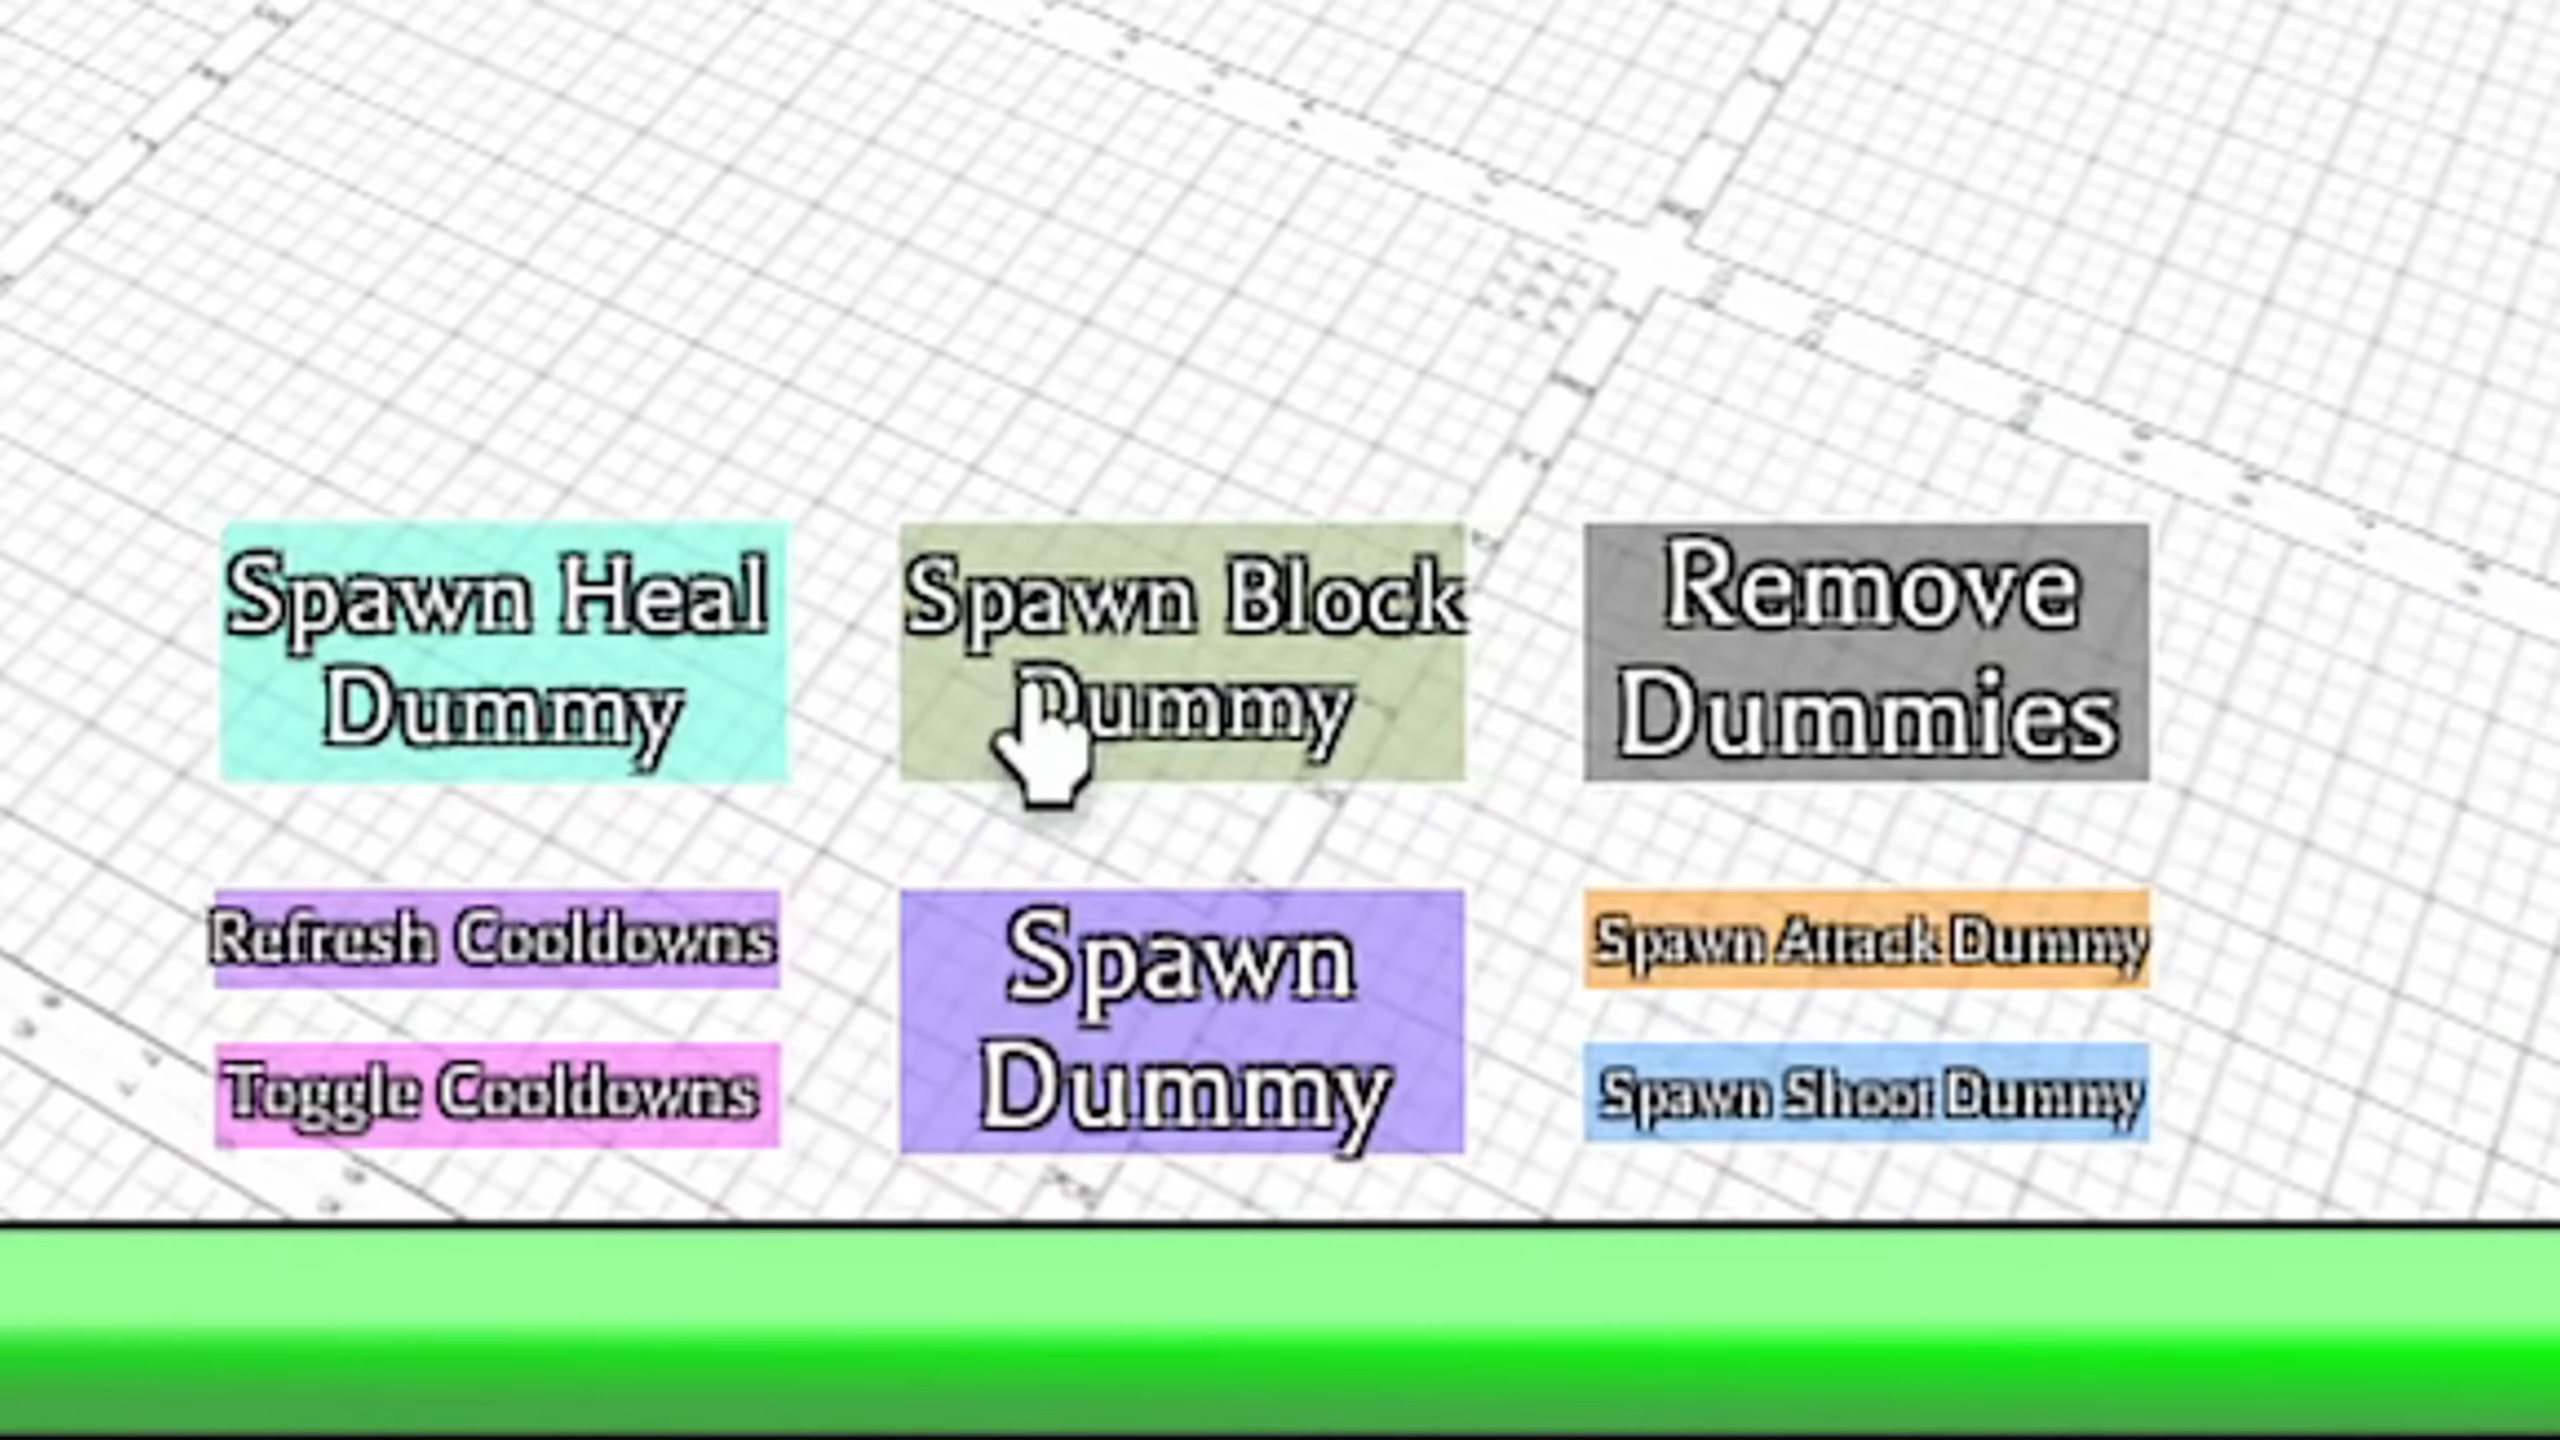 Spawn Heal
Dummy
Spawn Block
Dummy
Remove
Dummies
Refresh Cooldowns
Toggle Cooldowns
Spawn
Dummy
Spawn Attack Dummy
Spawn Shoot Dummy